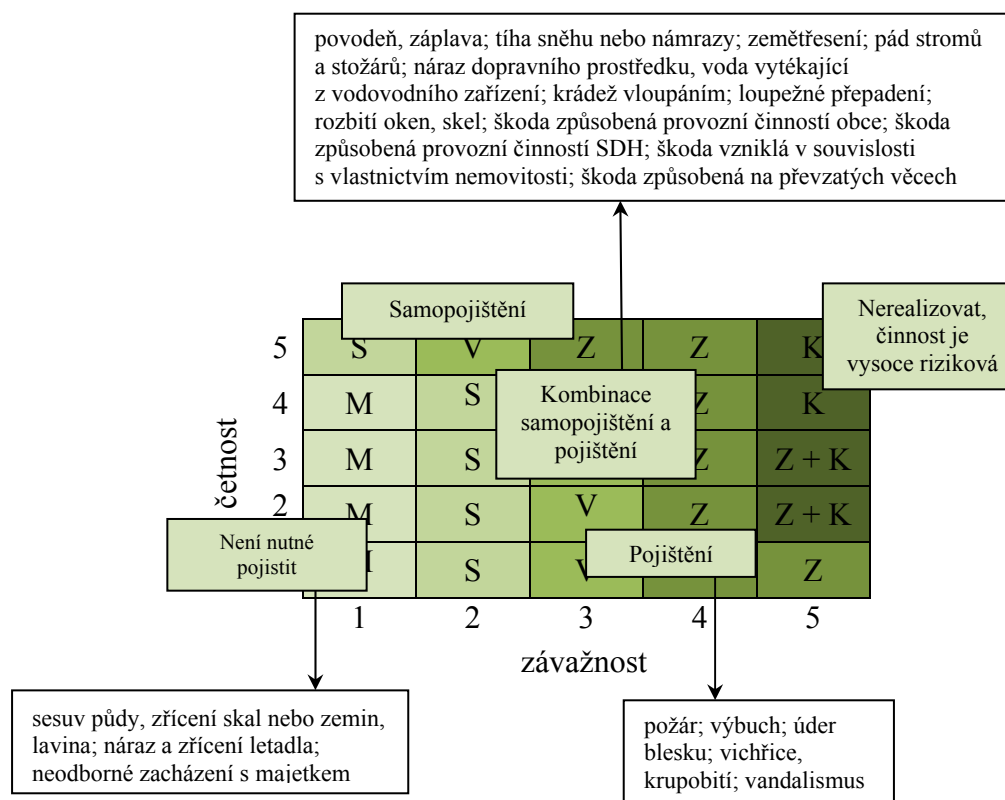 povodeň, záplava; tíha sněhu nebo námrazy; zemětřesení; pád stromů
a stožárů; náraz dopravního prostředku, voda vytékající
z vodovodního zařízení; krádež vloupáním; loupežné přepadení;
rozbití oken, skel; škoda způsobená provozní činností obce; škoda
způsobená provozní činností SDH; škoda vzniklá v souvislosti
s vlastnictvím nemovitosti; škoda způsobená na převzatých věcech
Samopojištění
Nerealizovat,
činnost je
vysoce riziková
5 S V Z Z K
Kombinace
samopojištění a
pojištění
4 M S Z K
3 M S Z Z + K
četnost
2 M S V Z Z + K
Není nutné
pojistit
Pojištění
S V Z
1 2 3 4 5
závažnost
sesuv půdy, zřícení skal nebo zemin,
lavina; náraz a zřícení letadla;
neodborné zacházení s majetkem
požár; výbuch; úder
blesku; vichřice,
krupobití; vandalismus